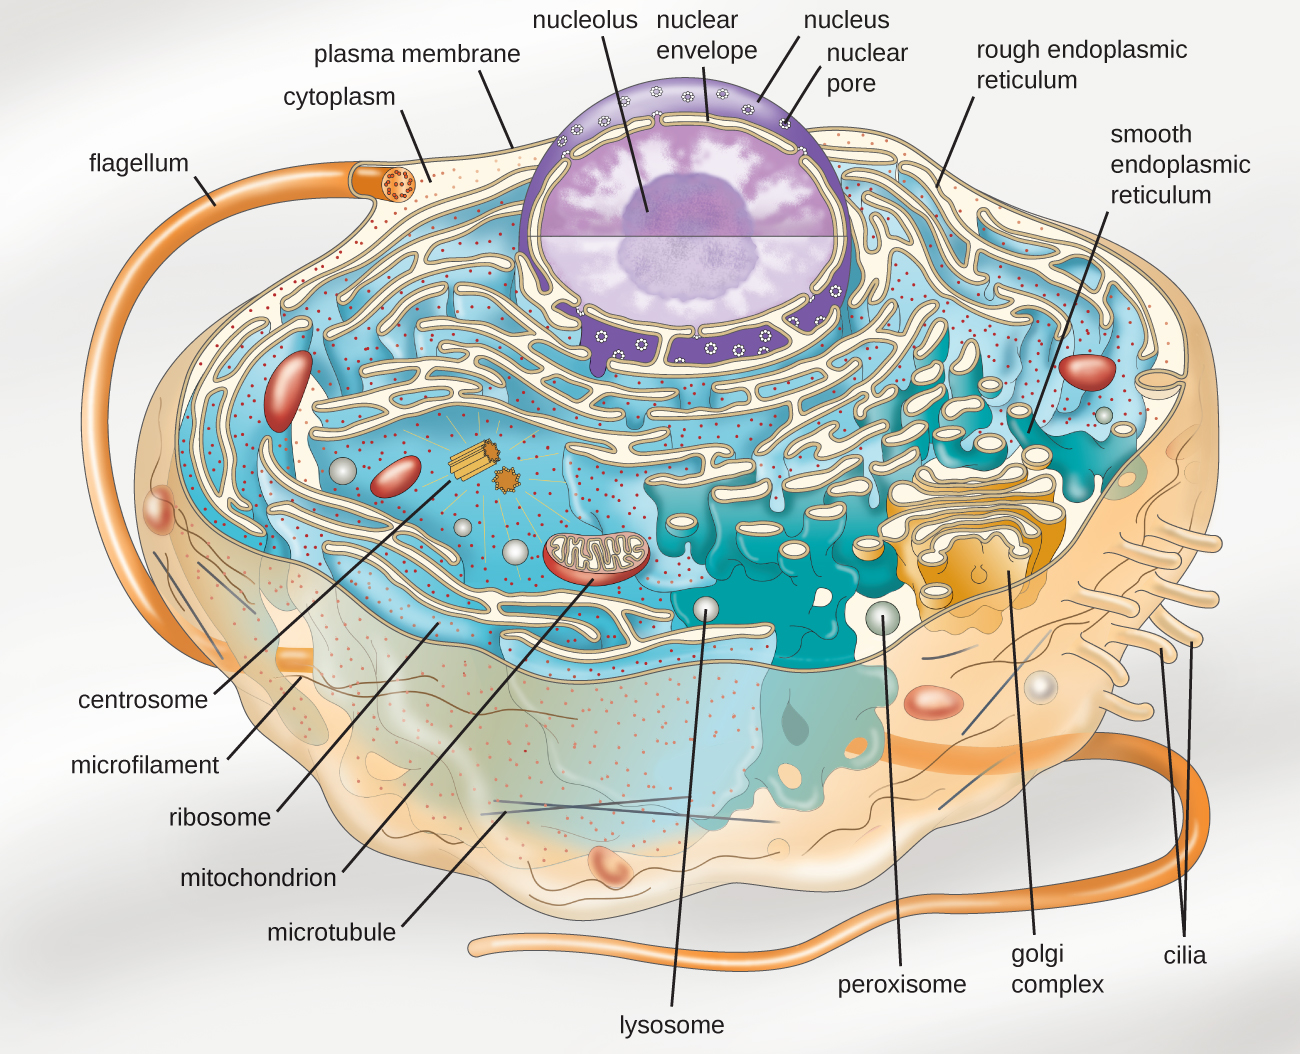 nucleolus
nuclear
envelope
nucleus
nuclear
pore
plasma membrane
cytoplasm
rough endoplasmic
reticulum
smooth
endoplasmic
reticulum
flagellum
centrosome
microfilament
ribosome
mitochondrion
microtubule
lysosome
peroxisome
golgi
complex
cilia